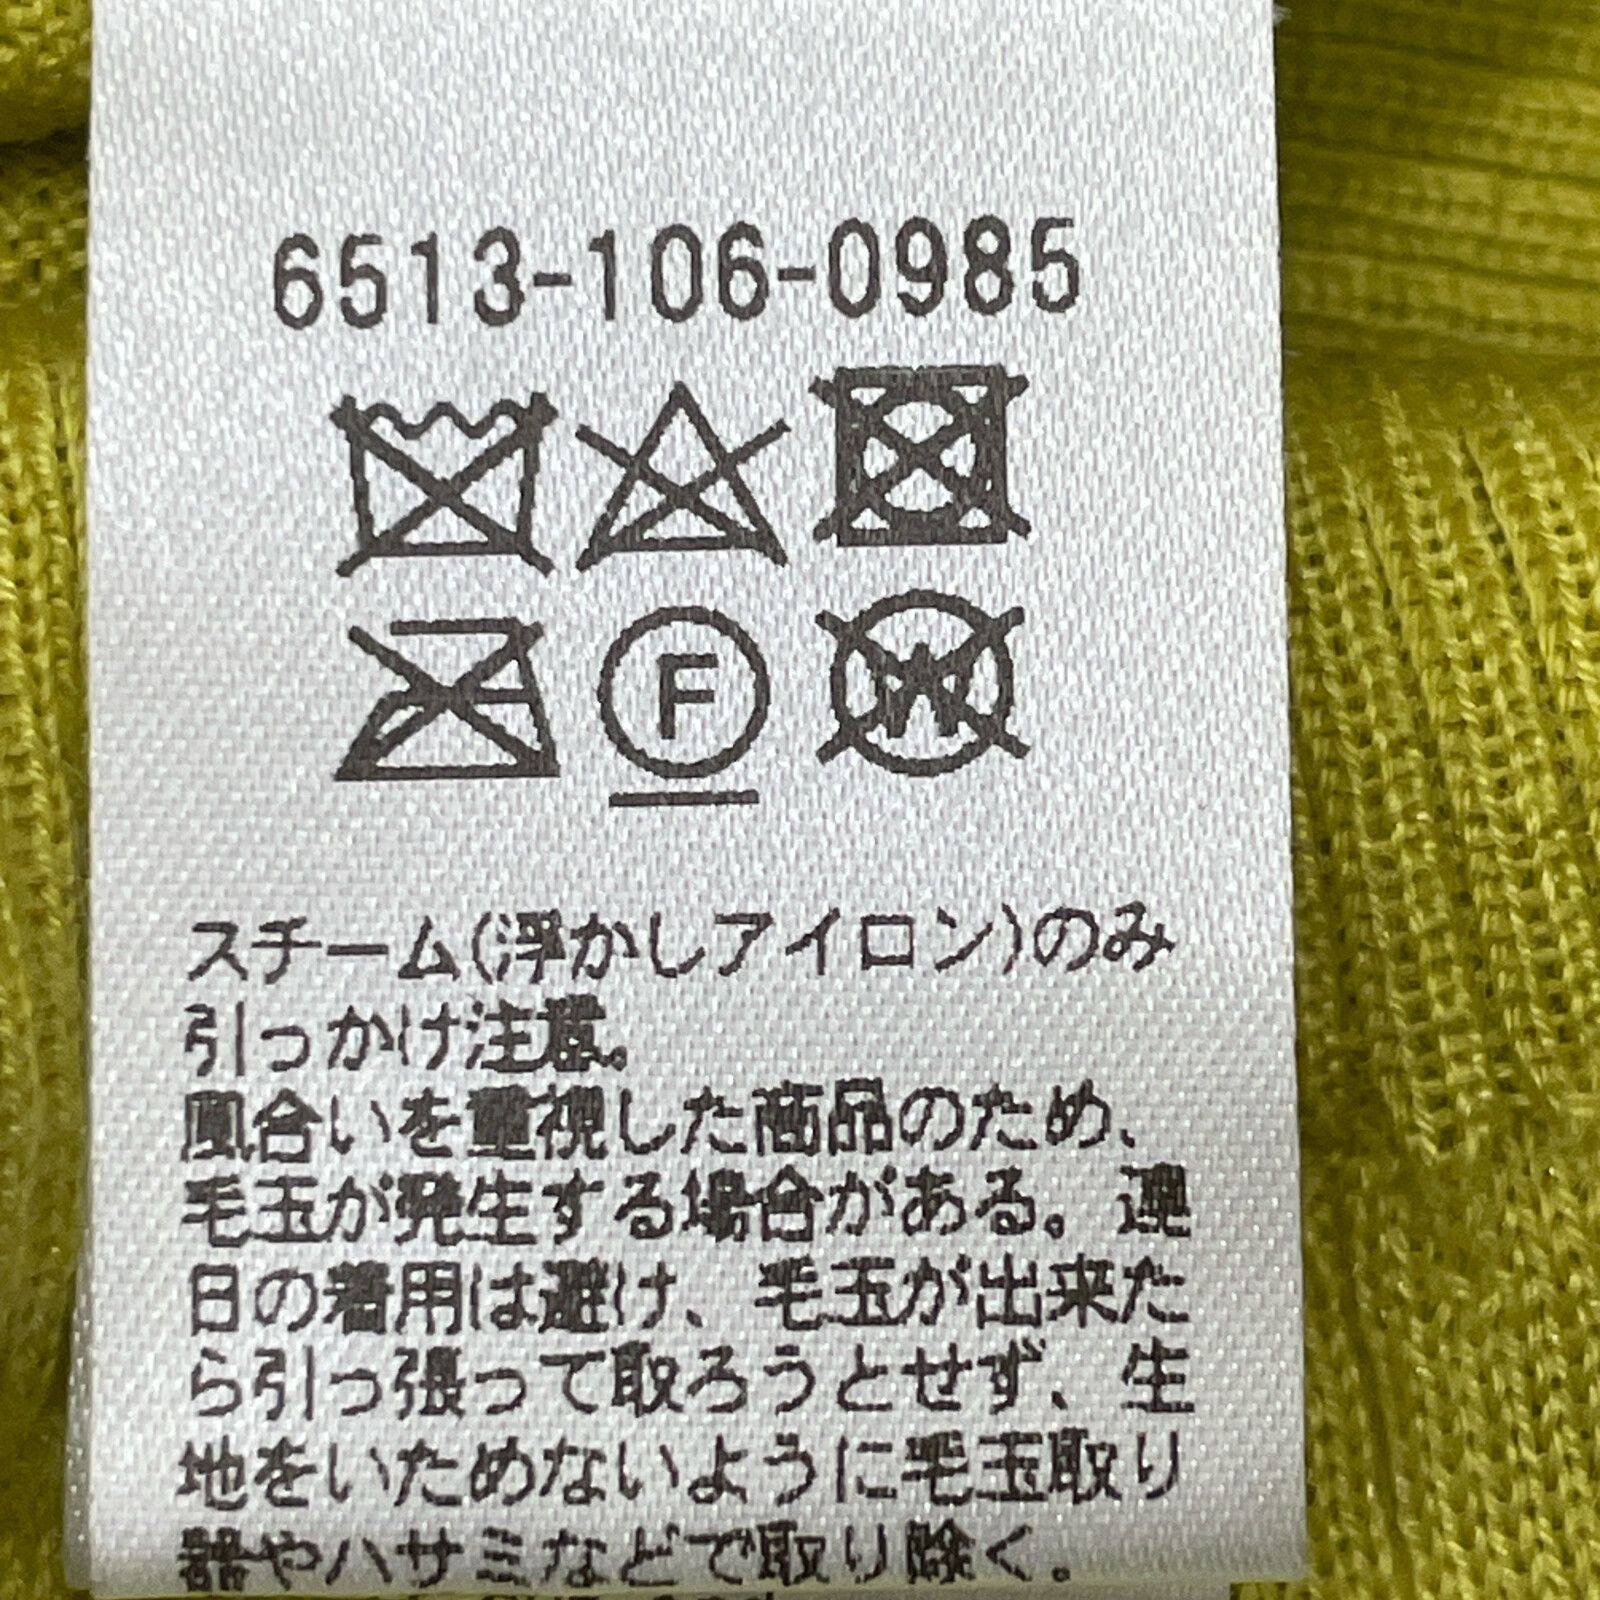 6513-106-0985
F
W
スチーム(浮かしアイロン)のみ
引っかけ注意。
風合いを重視した商品のため、
毛玉が発生する場合がある。連
日の着用は避け、毛玉が出来た
ら引っ張って取ろうとせず、生
地をいためないように毛玉取り
器やハサミなどで取り除く。